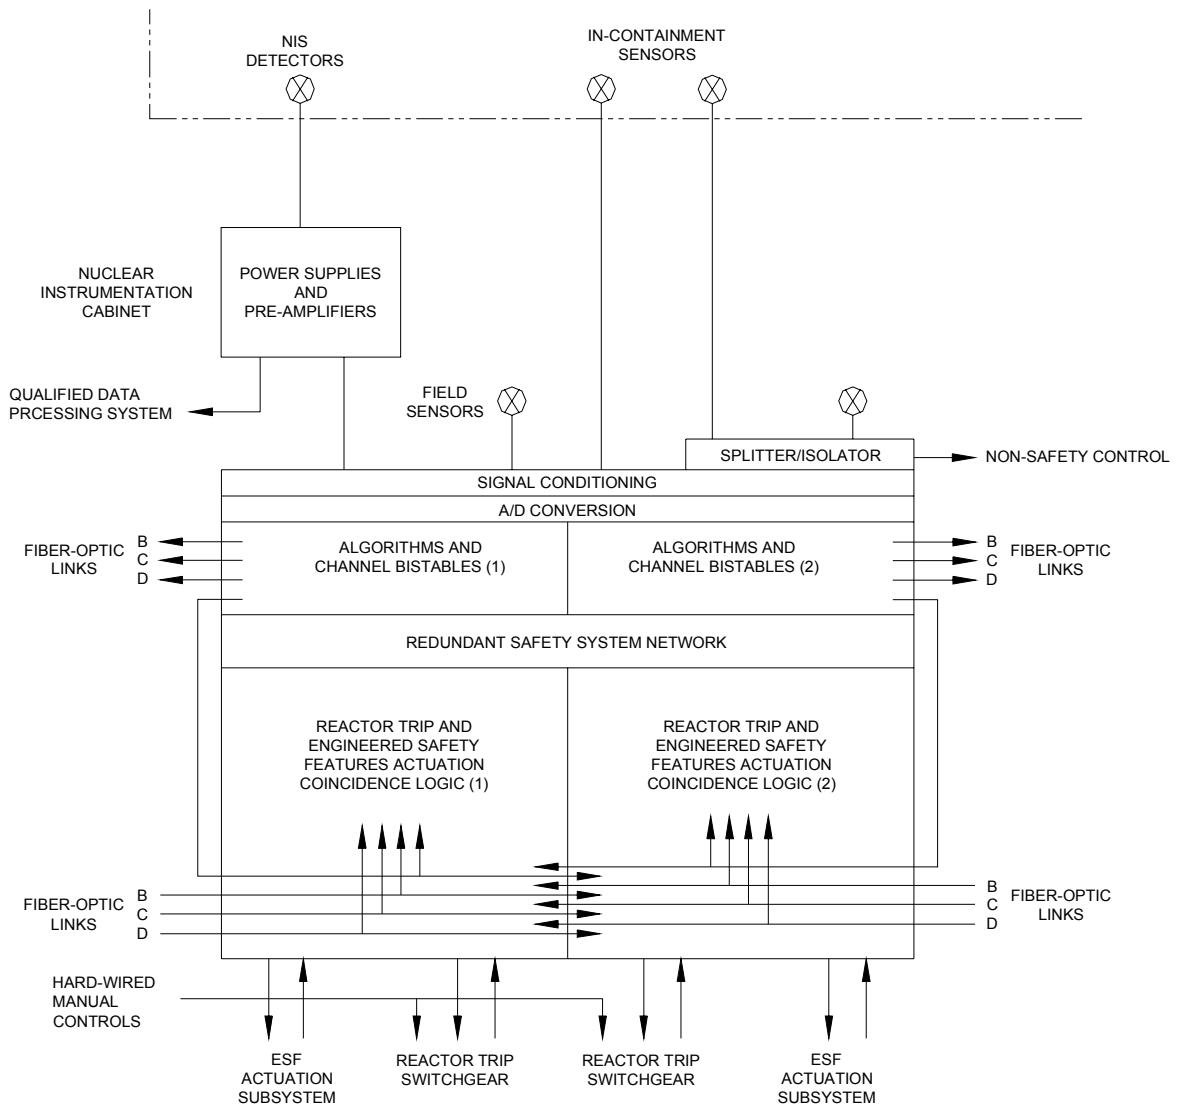 NIS
DETECTORS
IN-CONTAINMENT
SENSORS
NUCLEAR
INSTRUMENTATION
CABINET
POWER SUPPLIES
AND
PRE-AMPLIFIERS
QUALIFIED DATA
PRCESSING SYSTEM
FIELD
SENSORS
SPLITTER/ISOLATOR
NON-SAFETY CONTROL
SIGNAL CONDITIONING
A/D CONVERSION
FIBER-OPTIC
LINKS
B
C
D
ALGORITHMS AND
CHANNEL BISTABLES (1)
ALGORITHMS AND
CHANNEL BISTABLES (2)
B
C
D
FIBER-OPTIC
LINKS
REDUNDANT SAFETY SYSTEM NETWORK
REACTOR TRIP AND
ENGINEERED SAFETY
FEATURES ACTUATION
COINCIDENCE LOGIC (1)
REACTOR TRIP AND
ENGINEERED SAFETY
FEATURES ACTUATION
COINCIDENCE LOGIC (2)
FIBER-OPTIC
LINKS
B
C
D
B
C
D
FIBER-OPTIC
LINKS
HARD-WIRED
MANUAL
CONTROLS
ESF
ACTUATION
SUBSYSTEM
REACTOR TRIP
SWITCHGEAR
REACTOR TRIP
SWITCHGEAR
ESF
ACTUATION
SUBSYSTEM